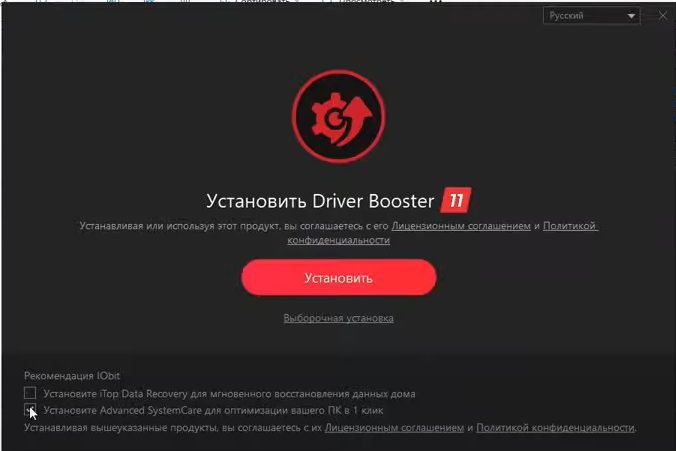 Русский
Установить Driver Booster 11
Устанавливая или используя этот продукт, вы соглашаетесь с его Лицензионным соглашением и Политикой
конфиденциальности
Установить
Выборочная установка
Рекомендация IObit
Установите iTop Data Recovery для мгновенного восстановления данных дома
Установите Advanced SystemCare для оптимизации вашего ПК в 1 клик
Устанавливая вышеуказанные продукты, вы соглашаетесь с их Лицензионным соглашением и Политикой конфиденциальности.